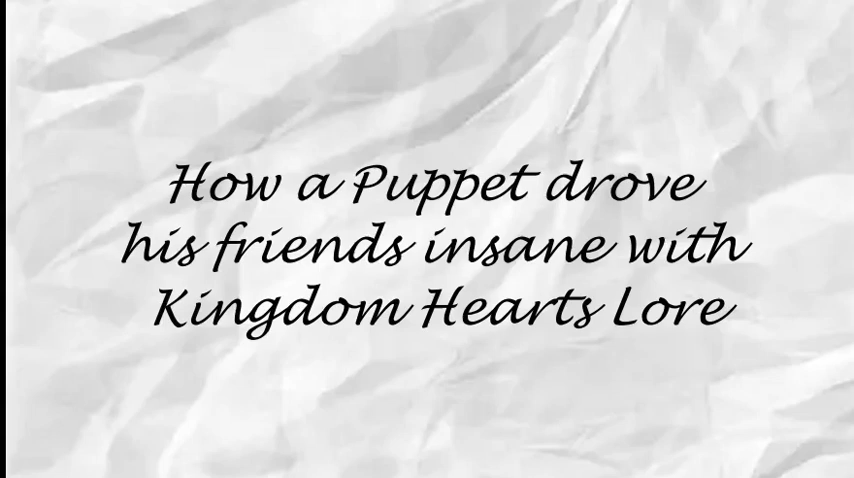 How a Puppet drove
his friends insane with
Kingdom Hearts Lore